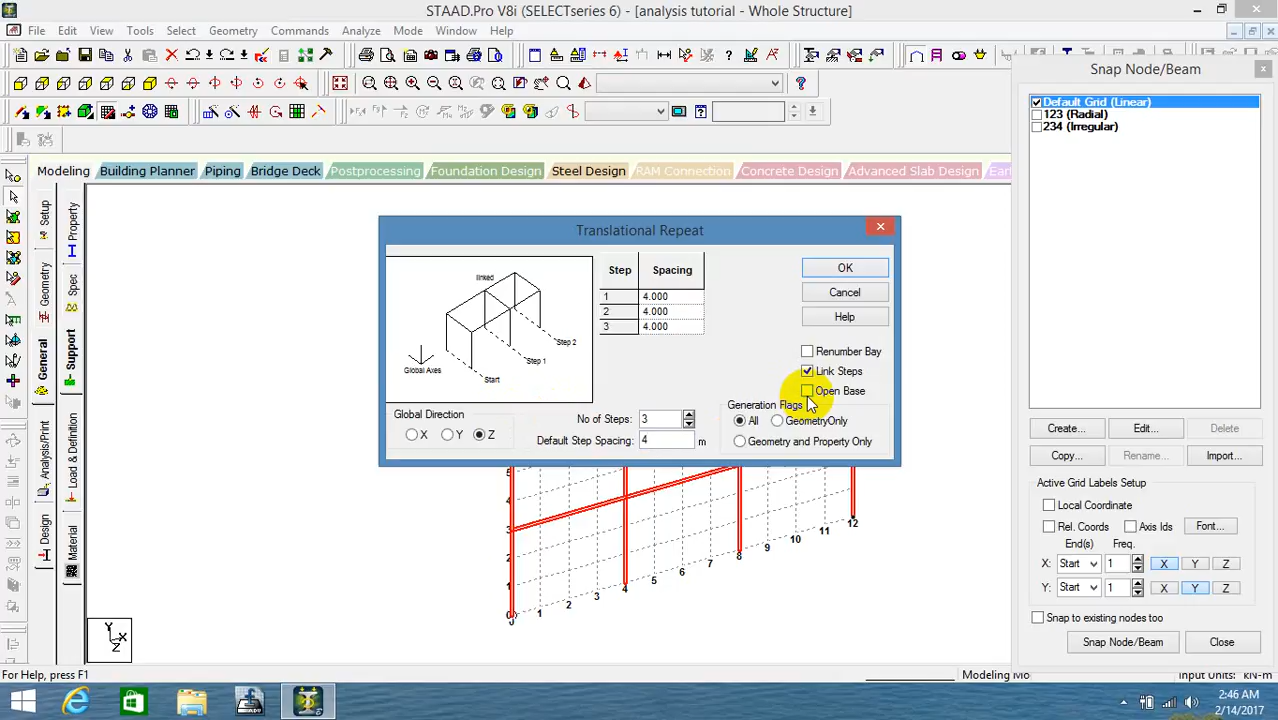 STAAD.Pro V8i (SELECTseries 6) - [analysis tutorial - Whole Structure]
File Edit View Tools Select Geometry Commands Analyze Mode Window Help
Snap Node/Beam
Default Grid (Linear)
123 (Radial)
234 (Irregular)
Modeling Building Planner Piping Bridge Deck Postprocessing Foundation Design Steel Design RAM Connection Concrete Design Advanced Slab Design
Setup
Geometry
General
Analysis/Print
Design
Property
Spec
Support
Load & Definition
Material
Translational Repeat
linked
Step 2
Step 1
Start
Global Axes
Step Spacing
1 4.000
2 4.000
3 4.000
OK
Cancel
Help
Renumber Bay
Link Steps
Open Base
Global Direction
X Y Z
No of Steps: 3
Default Step Spacing: 4 m
Generation Flags
All GeometryOnly
Geometry and Property Only
5
4
3
2
1
0
1 2 3 4 5 6 7 8 9 10 11 12
Create... Edit... Delete
Copy... Rename... Import...
Active Grid Labels Setup
Local Coordinate
Rel. Coords Axis Ids Font...
End(s) Freq.
X: Start 1 X Y Z
Y: Start 1 X Y Z
Snap to existing nodes too
Snap Node/Beam Close
Y
X
Z
For Help, press F1
Modeling Mo
Input Units: kN-m
2:46 AM
2/14/2017